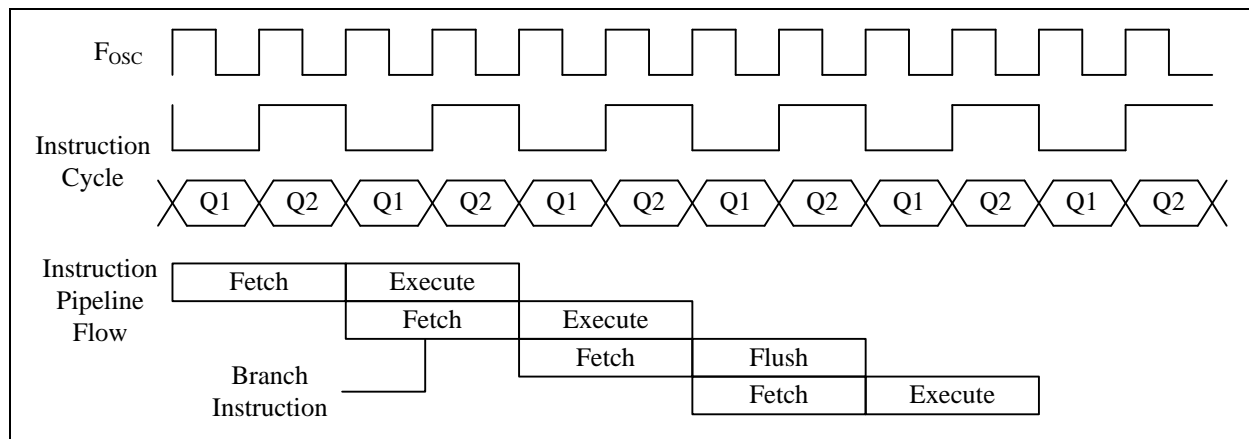 FOSC
Instruction
Cycle
Q1 Q2 Q1 Q2 Q1 Q2 Q1 Q2 Q1 Q2 Q1 Q2
Instruction
Pipeline
Flow
Fetch Execute
Fetch Execute
Fetch Flush
Fetch Execute
Branch
Instruction